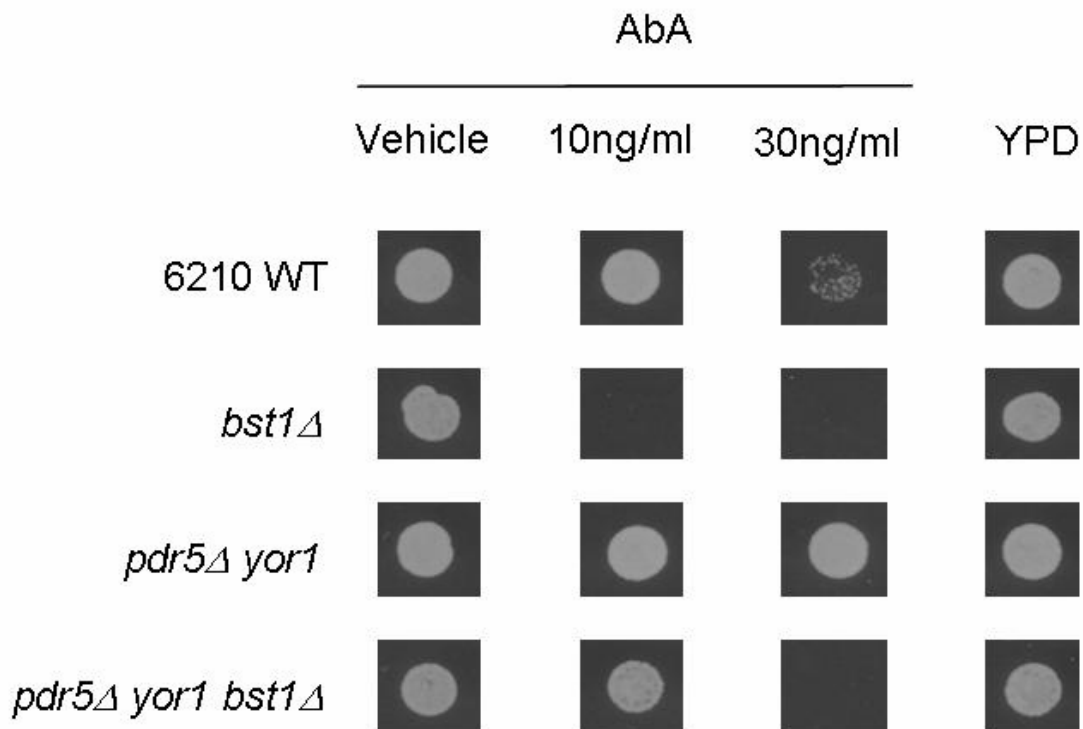 AbA
Vehicle 10ng/ml 30ng/ml YPD
6210 WT
bst1Δ
pdr5Δ yor1
pdr5Δ yor1 bst1Δ